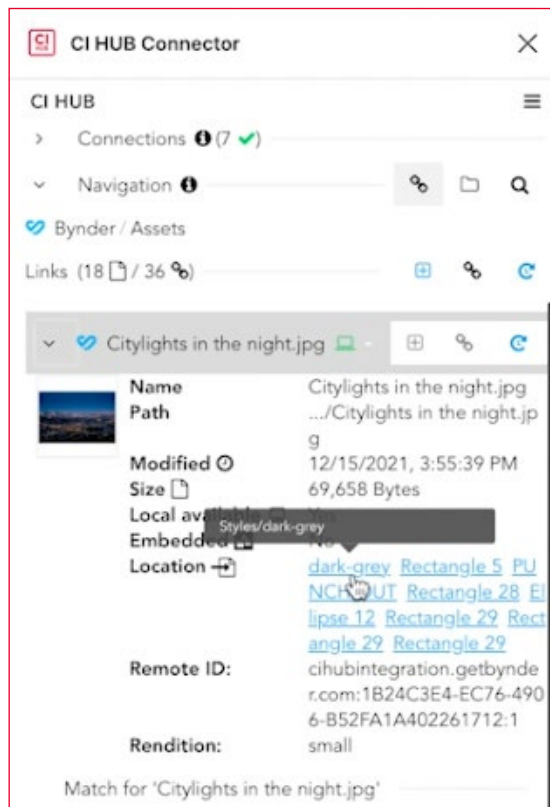 CI HUB
CI HUB Connector
CI HUB
Connections (7 ✔)
Navigation
Bynder / Assets
Links (18 / 36 )
Citylights in the night.jpg
Name Citylights in the night.jpg
Path .../Citylights in the night.jp
g
Modified 12/15/2021, 3:55:39 PM
Size 69,658 Bytes
Local
Styles/dark-grey
Embedded No
Location dark-grey Rectangle 5 PU
NCH UT Rectangle 28 El
lipse 12 Rectangle 29 Rect
angle 29 Rectangle 29
Remote ID: cihubintegration.getbynde
r.com:1B24C3E4-EC76-490
6-B52FA1A402261712:1
Rendition: small
Match for 'Citylights in the night.jpg'